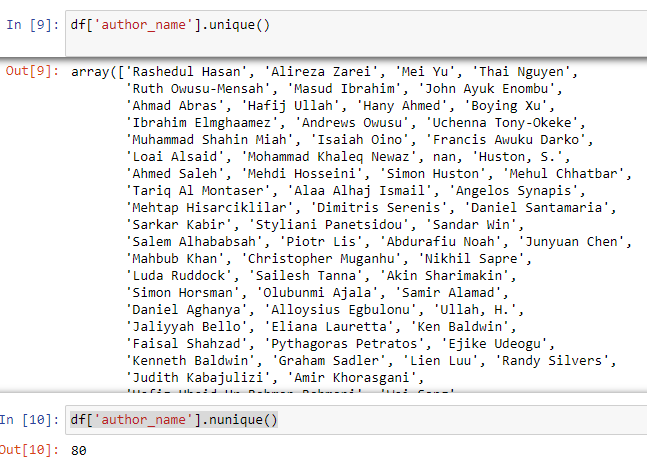 In [9]: df['author_name'].unique()
Out[9]: array(['Rashedul Hasan', 'Alireza Zarei', 'Mei Yu', 'Thai Nguyen',
'Ruth Owusu-Mensah', 'Masud Ibrahim', 'John Ayuk Enombu',
'Ahmad Abras', 'Hafij Ullah', 'Hany Ahmed', 'Boying Xu',
'Ibrahim Elmghaamez', 'Andrews Owusu', 'Uchenna Tony-Okeke',
'Muhammad Shahin Miah', 'Isaiah Oino', 'Francis Awuku Darko',
'Loai Alsaid', 'Mohammad Khaleq Newaz', nan, 'Huston, S.',
'Ahmed Saleh', 'Mehdi Hosseini', 'Simon Huston', 'Mehul Chhatbar',
'Tariq Al Montaser', 'Alaa Alhaj Ismail', 'Angelos Synapis',
'Mehtap Hisarciklilar', 'Dimitris Serenis', 'Daniel Santamaria',
'Sarkar Kabir', 'Styliani Panetsidou', 'Sandar Win',
'Salem Alhababsah', 'Piotr Lis', 'Abdurafiu Noah', 'Junyuan Chen',
'Mahbub Khan', 'Christopher Muganhu', 'Nikhil Sapre',
'Luda Ruddock', 'Sailesh Tanna', 'Akin Sharimakin',
'Simon Horsman', 'Olubunmi Ajala', 'Samir Alamad',
'Daniel Aghanya', 'Alloysius Egbulonu', 'Ullah, H.',
'Jaliyyah Bello', 'Eliana Lauretta', 'Ken Baldwin',
'Faisal Shahzad', 'Pythagoras Petratos', 'Ejike Udeogu',
'Kenneth Baldwin', 'Graham Sadler', 'Lien Luu', 'Randy Silvers',
'Judith Kabajulizi', 'Amir Khorasgani',
In [10]: df['author_name'].nunique()
Out[10]: 80